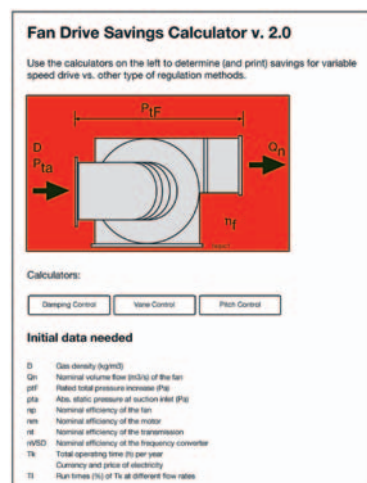 Fan Drive Savings Calculator v. 2.0
Use the calculators on the left to determine (and print) savings for variable
speed drive vs. other type of regulation methods.
PtF
D
Pta
Qn
ηf
Calculators:
Damping Control
Vane Control
Pitch Control
Initial data needed
D Gas density (kg/m3)
Qn Nominal volume flow (m3/s) of the fan
ptF Rated total pressure increase (Pa)
pta Abs. static pressure at suction inlet (Pa)
np Nominal efficiency of the fan
nm Nominal efficiency of the motor
nt Nominal efficiency of the transmission
nVSD Nominal efficiency of the frequency converter
Tk Total operating time (h) per year
Currency and price of electricity
TI Run times (%) of Tk at different flow rates